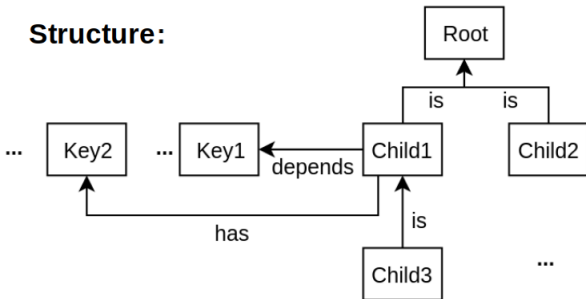 Structure:
Root
is is
... Key2 ... Key1 depends Child1 Child2
has is
Child3 ...